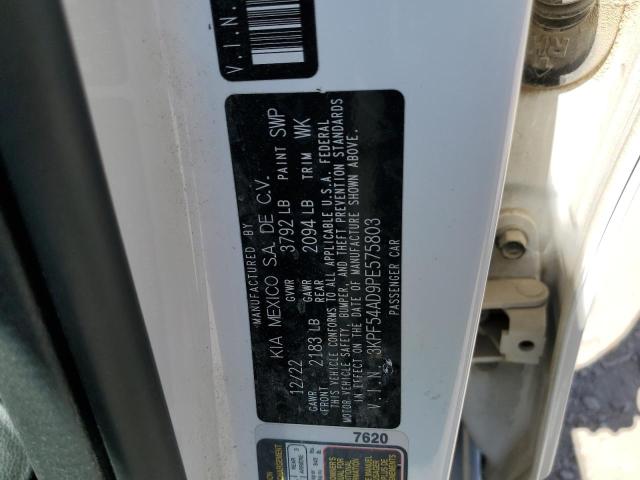 V.I.N.
MANUFACTURED BY
KIA MEXICO S.A. DE C.V.
12/22 GVWR 3792 LB PAINT SWP
GAWR FRONT 2183 LB GAWR REAR 2094 LB TRIM WK
THIS VEHICLE CONFORMS TO ALL APPLICABLE U.S.A. FEDERAL
MOTOR VEHICLE SAFETY, BUMPER, AND THEFT PREVENTION STANDARDS
IN EFFECT ON THE DATE OF MANUFACTURE SHOWN ABOVE.
V.I.N. 3KPF54AD9PE575803
PASSENGER CAR
7620